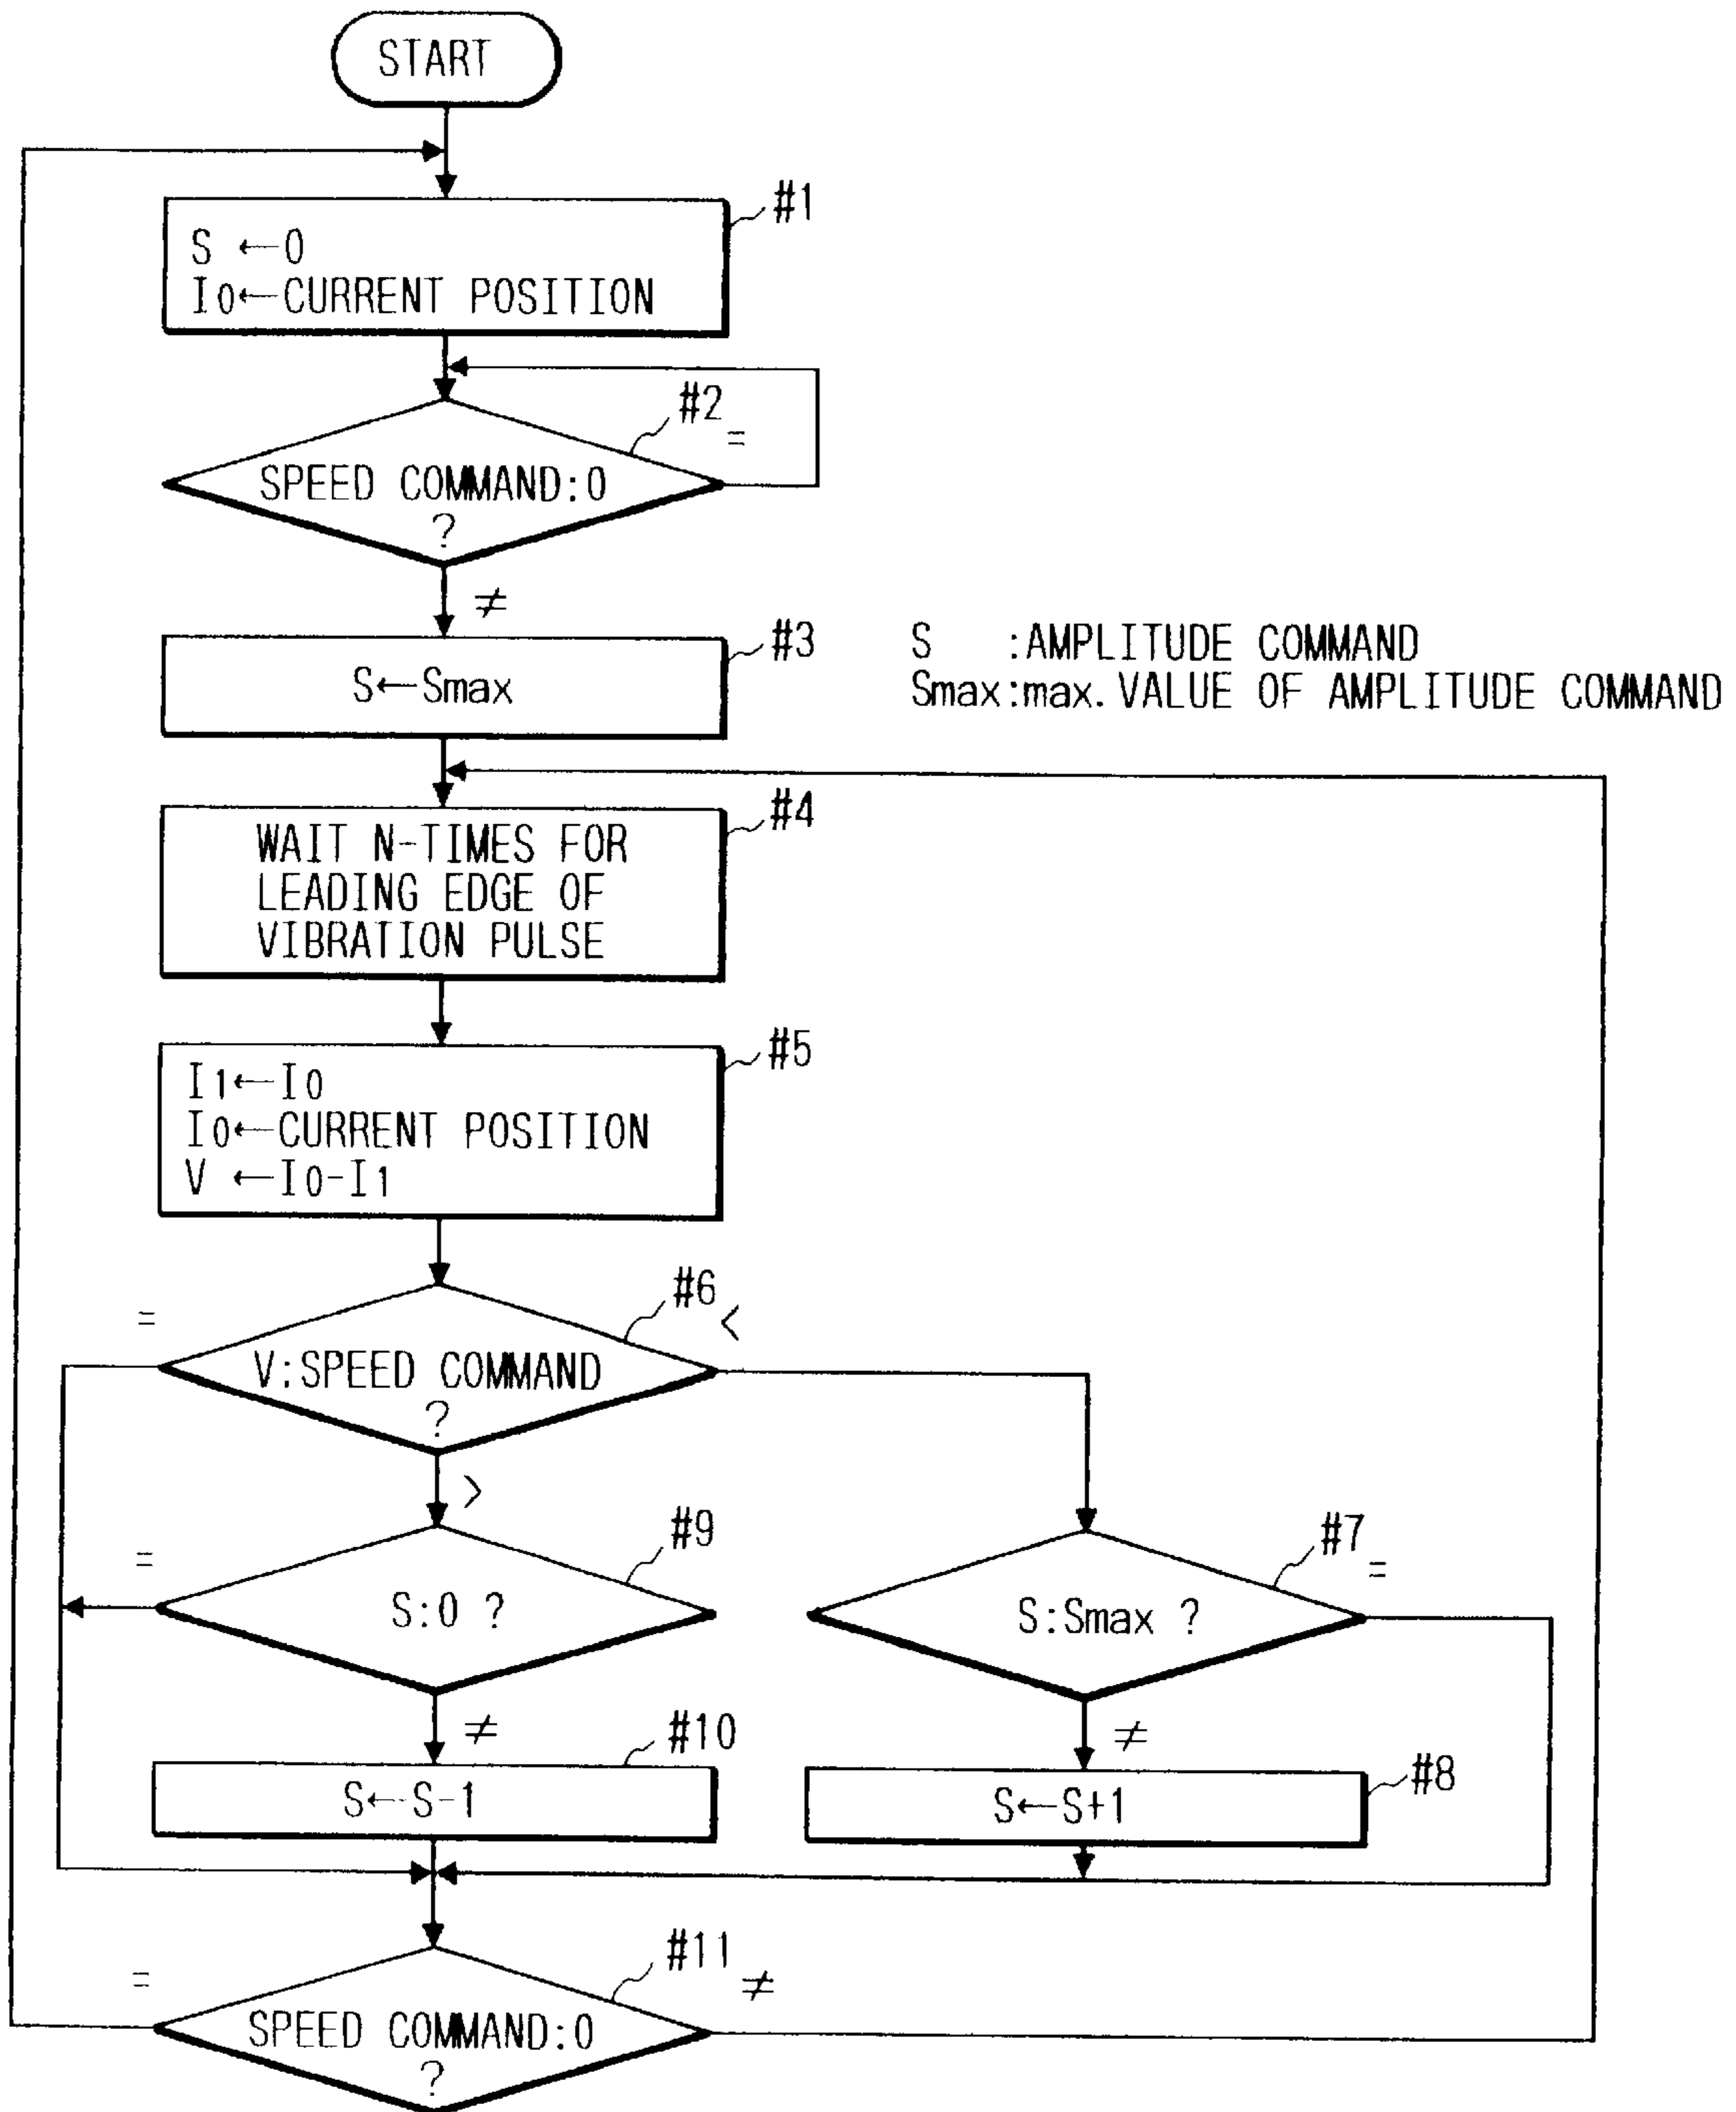 START
#1
S ←0
I0←CURRENT POSITION
#2
=
SPEED COMMAND:0
?
≠
#3
S←Smax
S :AMPLITUDE COMMAND
Smax:max. VALUE OF AMPLITUDE COMMAND
#4
WAIT N-TIMES FOR
LEADING EDGE OF
VIBRATION PULSE
#5
I1←I0
I0←CURRENT POSITION
V ←I0-I1
#6
=
<
V:SPEED COMMAND
?
>
#9
=
S:0 ?
#7
=
S:Smax ?
≠
#10
S←S-1
≠
#8
S←S+1
#11
=
≠
SPEED COMMAND:0
?